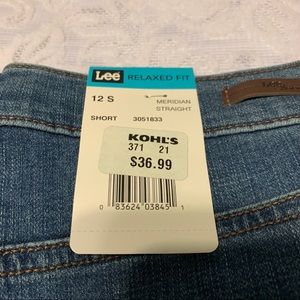 Lee RELAXED FIT
12 S MERIDIAN
STRAIGHT
SHORT 3051833
KOHL'S
371 21
$36.99
0 83624 03845 1